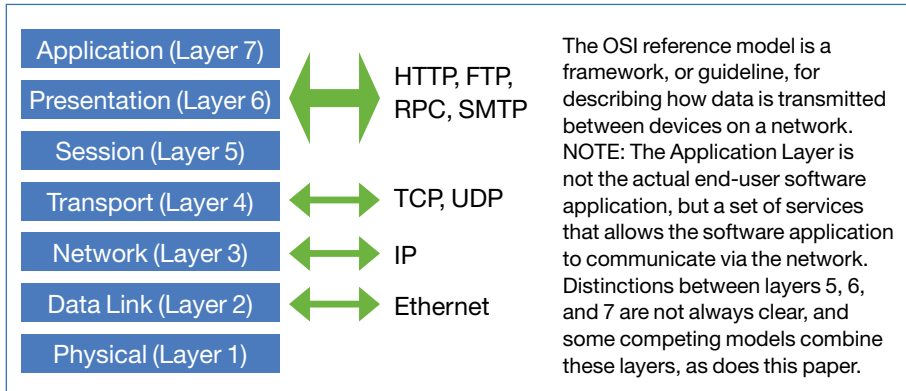 Application (Layer 7)
Presentation (Layer 6)
Session (Layer 5)
Transport (Layer 4)
Network (Layer 3)
Data Link (Layer 2)
Physical (Layer 1)
HTTP, FTP,
RPC, SMTP
TCP, UDP
IP
Ethernet
The OSI reference model is a
framework, or guideline, for
describing how data is transmitted
between devices on a network.
NOTE: The Application Layer is
not the actual end-user software
application, but a set of services
that allows the software application
to communicate via the network.
Distinctions between layers 5, 6,
and 7 are not always clear, and
some competing models combine
these layers, as does this paper.